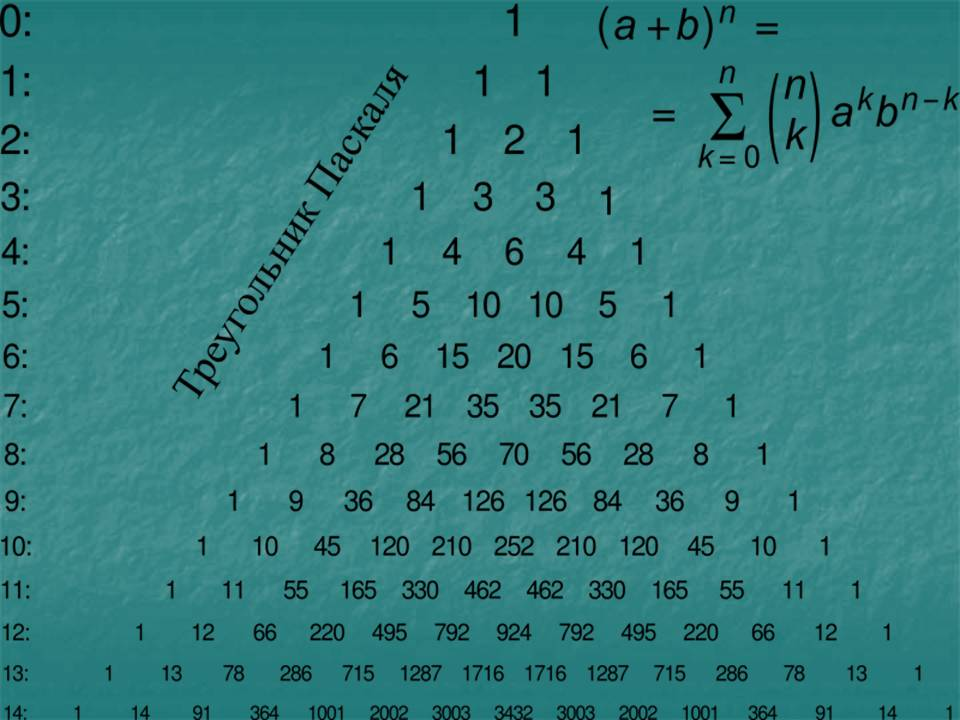 0: 1
1: 1 1
2: 1 2 1
3: 1 3 3 1
4: 1 4 6 4 1
5: 1 5 10 10 5 1
6: 1 6 15 20 15 6 1
7: 1 7 21 35 35 21 7 1
8: 1 8 28 56 70 56 28 8 1
9: 1 9 36 84 126 126 84 36 9 1
10: 1 10 45 120 210 252 210 120 45 10 1
11: 1 11 55 165 330 462 462 330 165 55 11 1
12: 1 12 66 220 495 792 924 792 495 220 66 12 1
13: 1 13 78 286 715 1287 1716 1716 1287 715 286 78 13 1
14: 1 14 91 364 1001 2002 3003 3432 3003 2002 1001 364 91 14 1
Треугольник Паскаля
(a + b)^n =
= ∑_{k = 0}^{n} (n k) a^k b^{n − k}